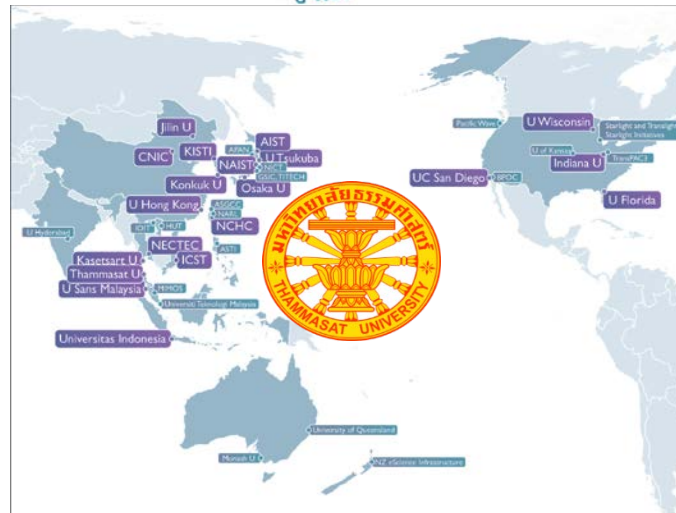 Jilin U
CNIC
KISTI
APAN
AIST
U Tsukuba
NAIST
NICT
GSIC, TITECH
Konkuk U
Osaka U
U Hong Kong
ASGCC
NARL
NCHC
U Hyderabad
IOIT
HUT
NECTEC
ASTI
Kasetsart U
ICST
Thammasat U
U Sans Malaysia
MIMOS
Universiti Teknologi Malaysia
Universitas Indonesia
University of Queensland
Monash U
NZ eScience Infrastructure
Pacific Wave
U Wisconsin
Starlight and Translight
Starlight Initiatives
U of Kansas
Indiana U
TransPAC3
UC San Diego
BPOC
U Florida
มหาวิทยาลัยธรรมศาสตร์
THAMMASAT UNIVERSITY